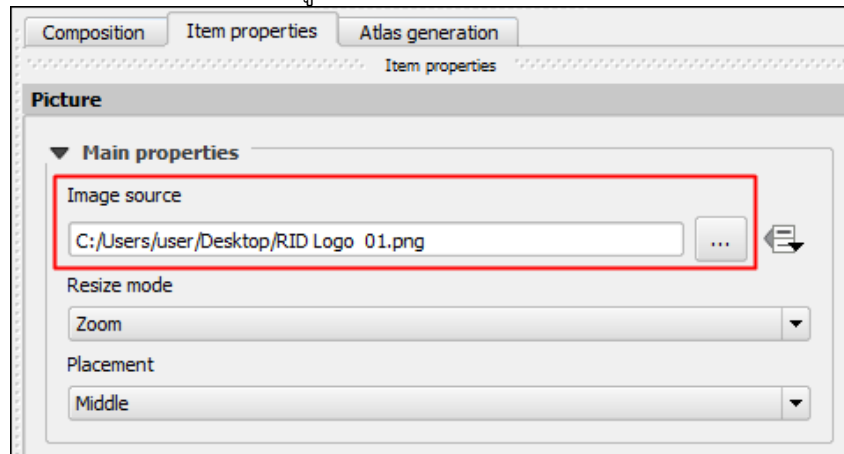 Composition Item properties Atlas generation
Item properties
Picture
Main properties
Image source
C:/Users/user/Desktop/RID Logo 01.png ...
Resize mode
Zoom
Placement
Middle